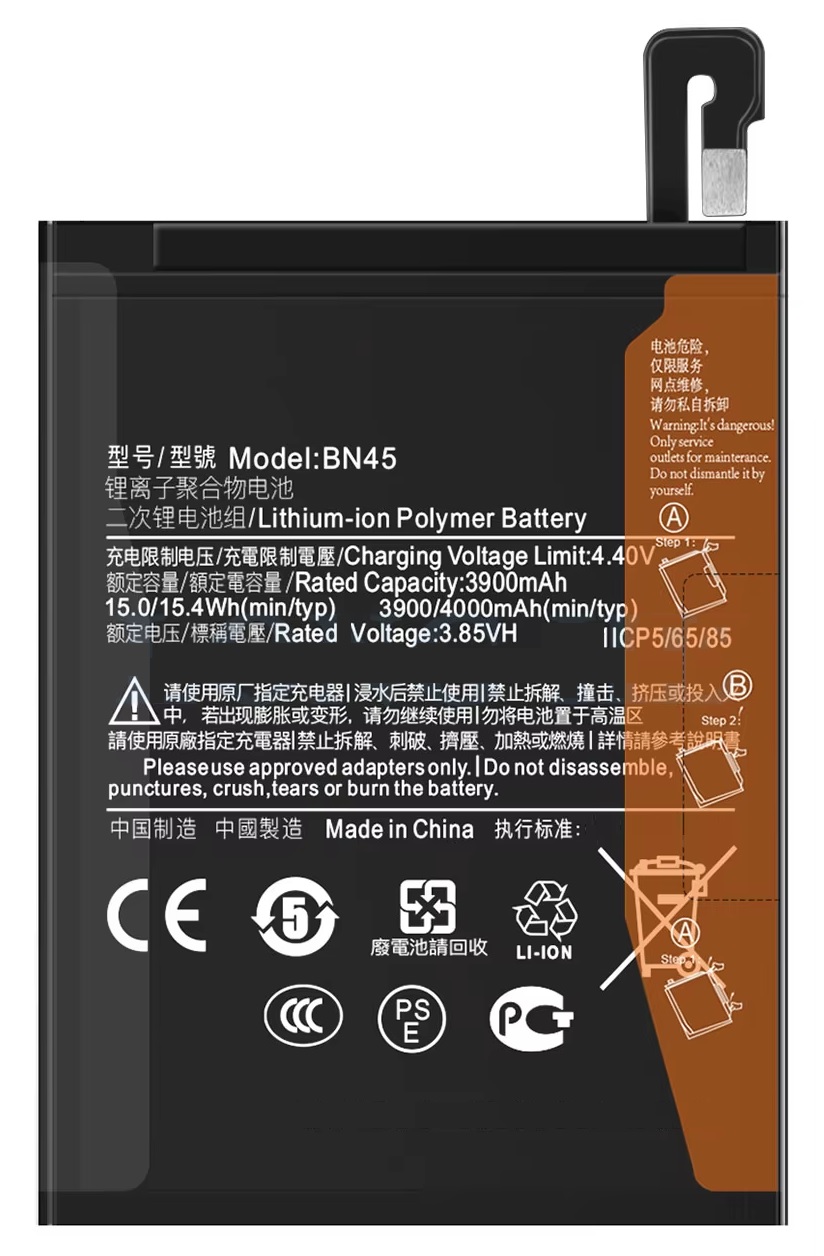 电池危险，
仅限服务
网点维修，
请勿私自拆卸
Warning:It's dangerous!
Only service
outlets for mainterance.
Do not dismantle it by
yourself.
A
Step 1:
B
Step 2:
A
Step 1
型号/型號 Model:BN45
锂离子聚合物电池
二次锂电池组/Lithium-ion Polymer Battery
充电限制电压/充電限制電壓/Charging Voltage Limit:4.40V
额定容量/額定電容量/Rated Capacity:3900mAh
15.0/15.4Wh(min/typ) 3900/4000mAh(min/typ)
额定电压/標稱電壓/Rated Voltage:3.85VH IICP5/65/85
请使用原厂指定充电器|浸水后禁止使用|禁止拆解、撞击、挤压或投入
中，若出现膨胀或变形，请勿继续使用|勿将电池置于高温区
請使用原廠指定充電器|禁止拆解、刺破、擠壓、加熱或燃燒|詳情請參考說明書
Please use approved adapters only.|Do not disassemble,
punctures, crush,tears or burn the battery.
中国制造 中國製造 Made in China 执行标准:
CE
5
廢電池請回收
LI-ION
CCC
PS
E
PCT